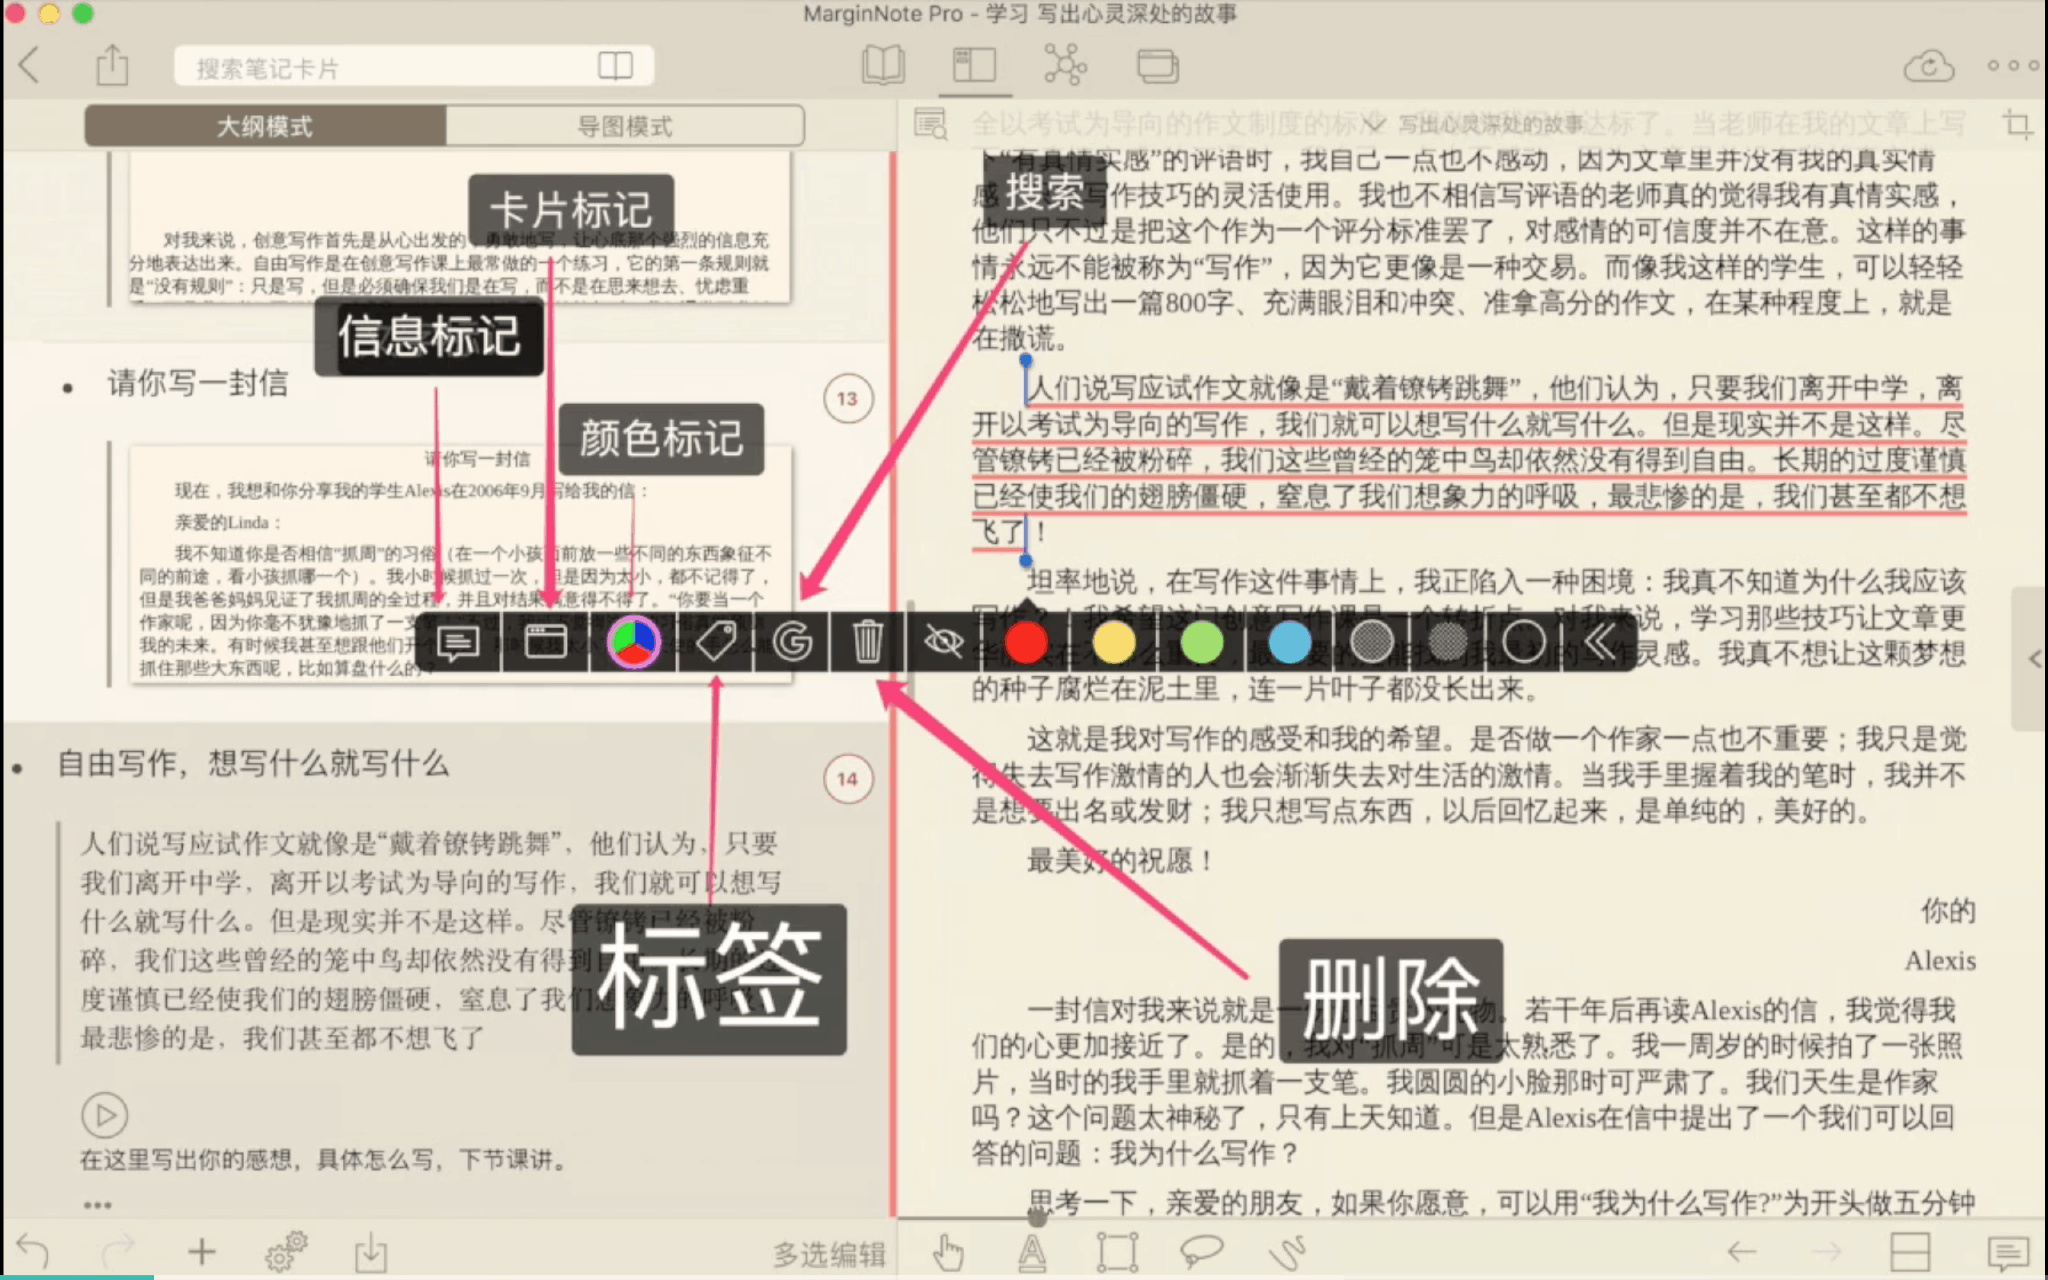 MarginNote Pro - 学习 写出心灵深处的故事
搜索笔记卡片
大纲模式
导图模式
卡片标记
对我来说，创意写作首先是从心出发的，勇敢地写，让心底那个强烈的信息充
分地表达出来。自由写作是在创意写作课上最常做的一个练习，它的第一条规则就
是“没有规则”：只是写，但是必须确保我们是在写，而不是在思来想去、忧虑重
信息标记
请你写一封信
13
颜色标记
请你写一封信
现在，我想和你分享我的学生Alexis在2006年9月写给我的信：
亲爱的Linda：
我不知道你是否相信“抓周”的习俗（在一个小孩面前放一些不同的东西象征不
同的前途，看小孩抓哪一个）。我小时候抓过一次，但是因为太小，都不记得了，
但是我爸爸妈妈见证了我抓周的全过程，并且对结果满意得不得了。“你要当一个
作家呢，因为你毫不犹豫地抓了一支
我的未来。有时候我甚至想跟他们开个
抓住那些大东西呢，比如算盘什么的？
自由写作，想写什么就写什么
14
人们说写应试作文就像是“戴着镣铐跳舞”，他们认为，只要
我们离开中学，离开以考试为导向的写作，我们就可以想写
什么就写什么。但是现实并不是这样。尽管镣铐已经被粉
碎，我们这些曾经的笼中鸟却依然没有得到自由。长期的过
度谨慎已经使我们的翅膀僵硬，窒息了我们想象力的呼吸，
最悲惨的是，我们甚至都不想飞了
标签
在这里写出你的感想，具体怎么写，下节课讲。
多选编辑
全以考试为导向的作文制度的标准
写出心灵深处的故事
达标了。当老师在我的文章上写
下“有真情实感”的评语时，我自己一点也不感动，因为文章里并没有我的真实情
搜索
感
写作技巧的灵活使用。我也不相信写评语的老师真的觉得我有真情实感，
他们只不过是把这个作为一个评分标准罢了，对感情的可信度并不在意。这样的事
情永远不能被称为“写作”，因为它更像是一种交易。而像我这样的学生，可以轻轻
松松地写出一篇800字、充满眼泪和冲突、准拿高分的作文，在某种程度上，就是
在撒谎。
人们说写应试作文就像是“戴着镣铐跳舞”，他们认为，只要我们离开中学，离
开以考试为导向的写作，我们就可以想写什么就写什么。但是现实并不是这样。尽
管镣铐已经被粉碎，我们这些曾经的笼中鸟却依然没有得到自由。长期的过度谨慎
已经使我们的翅膀僵硬，窒息了我们想象力的呼吸，最悲惨的是，我们甚至都不想
飞了！
坦率地说，在写作这件事情上，我正陷入一种困境：我真不知道为什么我应该
写作？！我希望这门创意写作课是一个转折点。对我来说，学习那些技巧让文章更
灵感。我真不想让这颗梦想
的种子腐烂在泥土里，连一片叶子都没长出来。
这就是我对写作的感受和我的希望。是否做一个作家一点也不重要；我只是觉
得失去写作激情的人也会渐渐失去对生活的激情。当我手里握着我的笔时，我并不
是想要出名或发财；我只想写点东西，以后回忆起来，是单纯的，美好的。
最美好的祝愿！
你的
Alexis
删除
一封信对我来说就是一
物。若干年后再读Alexis的信，我觉得我
们的心更加接近了。是的，我对“抓周”可是太熟悉了。我一周岁的时候拍了一张照
片，当时的我手里就抓着一支笔。我圆圆的小脸那时可严肃了。我们天生是作家
吗？这个问题太神秘了，只有上天知道。但是Alexis在信中提出了一个我们可以回
答的问题：我为什么写作？
思考一下，亲爱的朋友，如果你愿意，可以用“我为什么写作?”为开头做五分钟